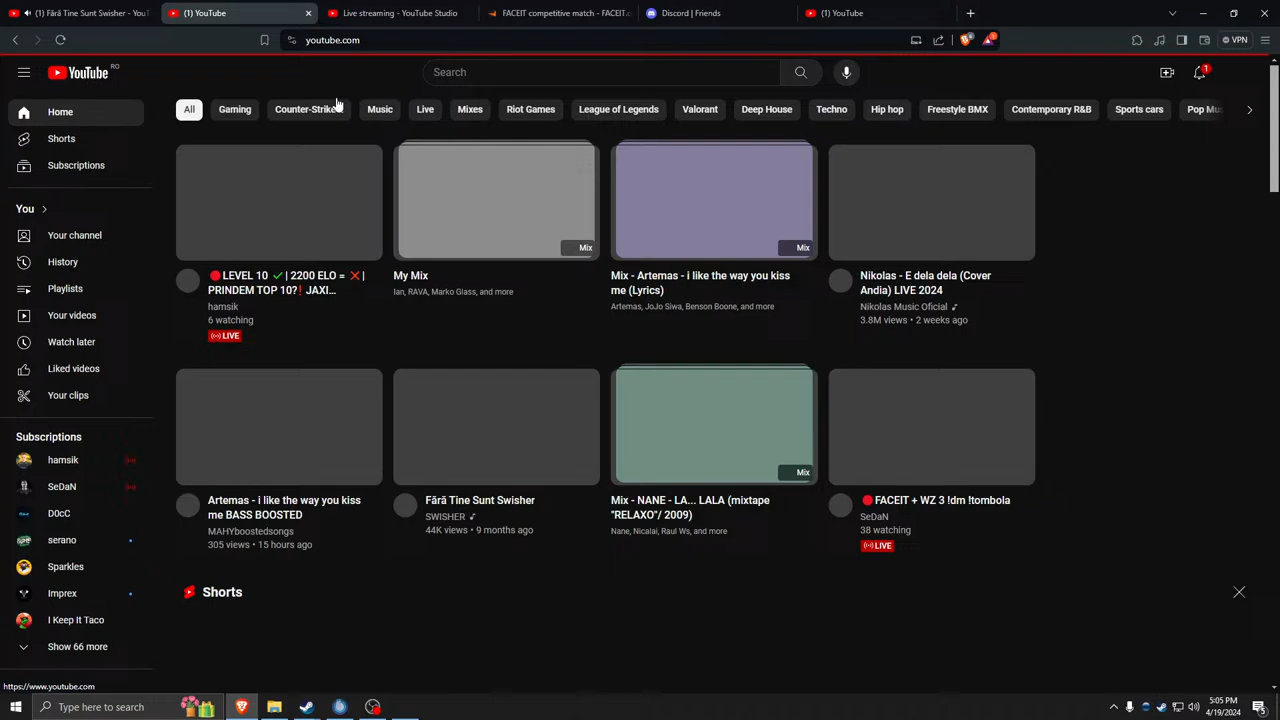 Fără Tine Sunt Swisher - YouT
(1) YouTube
Live streaming - YouTube Studio
FACEIT competitive match - FACEIT.c
Discord | Friends
(1) YouTube
youtube.com
6
VPN
YouTube RO
Search
1
Home
Shorts
Subscriptions
You
Your channel
History
Playlists
Your videos
Watch later
Liked videos
Your clips
Subscriptions
hamsik
SeDaN
D0cC
serano
Sparkles
Imprex
I Keep It Taco
Show 66 more
All
Gaming
Counter-Strike
Music
Live
Mixes
Riot Games
League of Legends
Valorant
Deep House
Techno
Hip hop
Freestyle BMX
Contemporary R&B
Sports cars
Pop Mu
🔴LEVEL 10 ✅ | 2200 ELO = ❌ |
PRINDEM TOP 10?❗ JAXI...
hamsik
6 watching
LIVE
Mix
My Mix
Ian, RAVA, Marko Glass, and more
Mix
Mix - Artemas - i like the way you kiss
me (Lyrics)
Artemas, JoJo Siwa, Benson Boone, and more
Nikolas - E dela dela (Cover
Andia) LIVE 2024
Nikolas Music Oficial
3.8M views • 2 weeks ago
Artemas - i like the way you kiss
me BASS BOOSTED
MAHYboostedsongs
305 views • 15 hours ago
Fără Tine Sunt Swisher
SWISHER
44K views • 9 months ago
Mix
Mix - NANE - LA... LALA (mixtape
"RELAXO"/ 2009)
Nane, Nicalai, Raul Ws, and more
🔴FACEIT + WZ 3 !dm !tombola
SeDaN
38 watching
LIVE
Shorts
https://www.youtube.com
Type here to search
5:05 PM
4/19/2024
5